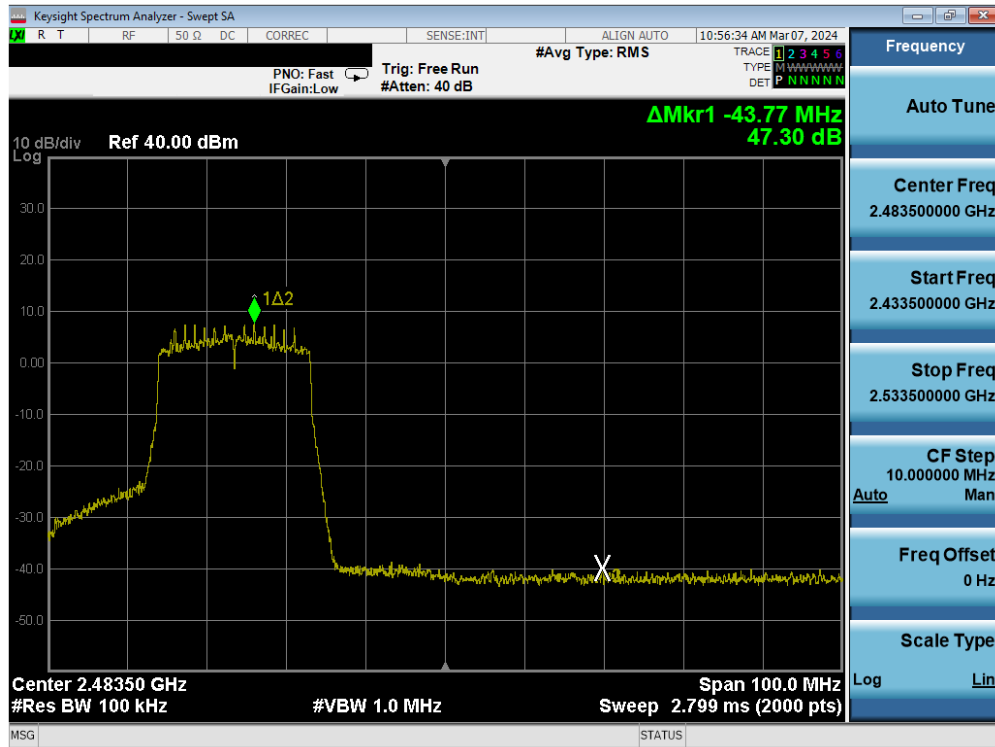 Keysight Spectrum Analyzer - Swept SA
LXI R T RF 50 Ω DC CORREC SENSE:INT ALIGN AUTO 10:56:34 AM Mar 07, 2024
PNO: Fast
IFGain:Low
Trig: Free Run
#Atten: 40 dB
#Avg Type: RMS
TRACE 1 2 3 4 5 6
TYPE M WWWWW
DET P N N N N N
ΔMkr1 -43.77 MHz
47.30 dB
10 dB/div Ref 40.00 dBm
Log
30.0
20.0
10.0
0.00
-10.0
-20.0
-30.0
-40.0
-50.0
1Δ2
X
Center 2.48350 GHz Span 100.0 MHz
#Res BW 100 kHz #VBW 1.0 MHz Sweep 2.799 ms (2000 pts)
MSG STATUS
Frequency
Auto Tune
Center Freq
2.483500000 GHz
Start Freq
2.433500000 GHz
Stop Freq
2.533500000 GHz
CF Step
10.000000 MHz
Auto Man
Freq Offset
0 Hz
Scale Type
Log Lin